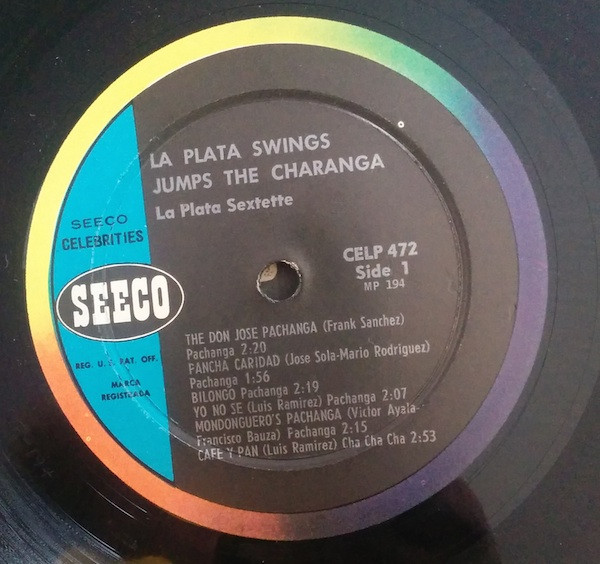 LA PLATA SWINGS
JUMPS THE CHARANGA
La Plata Sextette
SEECO
CELEBRITIES
SEECO
REG. U.S. PAT. OFF.
MARCA
REGISTRADA
CELP 472
Side 1
MP 194
THE DON JOSE PACHANGA (Frank Sanchez)
Pachanga 2:20
PANCHA CARIDAD (Jose Sola-Mario Rodriguez)
Pachanga 1:56
BILONGO Pachanga 2:19
YO NO SE (Luis Ramirez) Pachanga 2:07
MONDONGUERO'S PACHANGA (Victor Ayala-
Francisco Bauza) Pachanga 2:15
CAFE Y PAN (Luis Ramirez) Cha Cha Cha 2:53